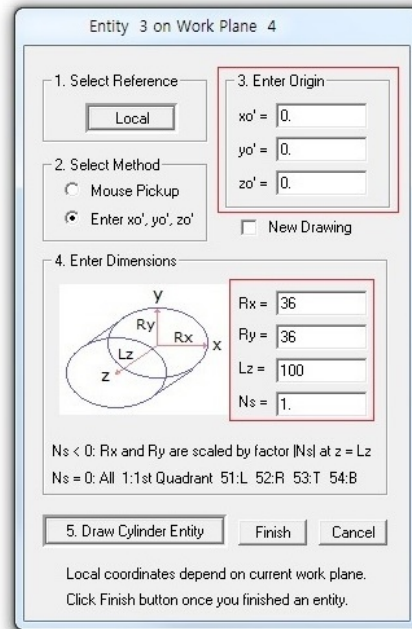 Entity 3 on Work Plane 4
1. Select Reference
Local
2. Select Method
Mouse Pickup
Enter xo', yo', zo'
3. Enter Origin
xo' = 0.
yo' = 0.
zo' = 0.
New Drawing
4. Enter Dimensions
y
Ry
Rx
x
Lz
z
Rx = 36
Ry = 36
Lz = 100
Ns = 1.
Ns < 0: Rx and Ry are scaled by factor |Ns| at z = Lz
Ns = 0: All 1:1st Quadrant 51:L 52:R 53:T 54:B
5. Draw Cylinder Entity
Finish
Cancel
Local coordinates depend on current work plane.
Click Finish button once you finished an entity.